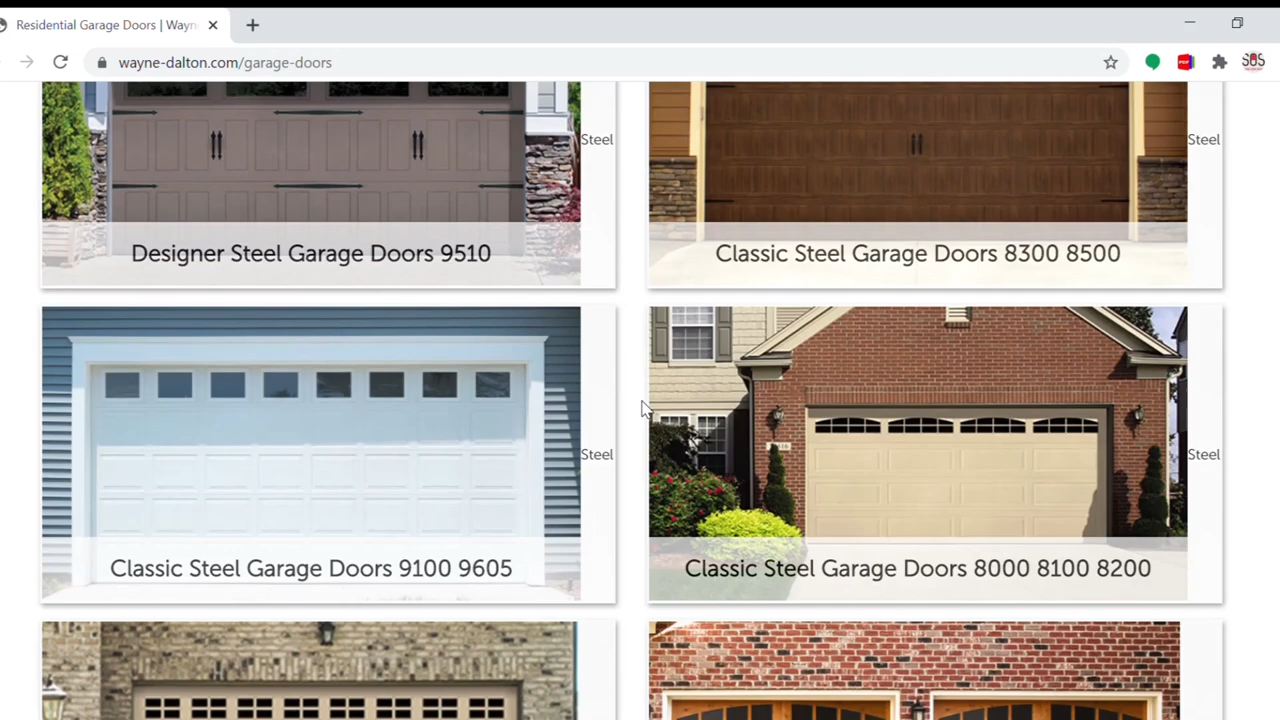 Residential Garage Doors | Wayn
wayne-dalton.com/garage-doors
SOS
Steel
Steel
Designer Steel Garage Doors 9510
Classic Steel Garage Doors 8300 8500
Steel
Steel
Classic Steel Garage Doors 9100 9605
Classic Steel Garage Doors 8000 8100 8200